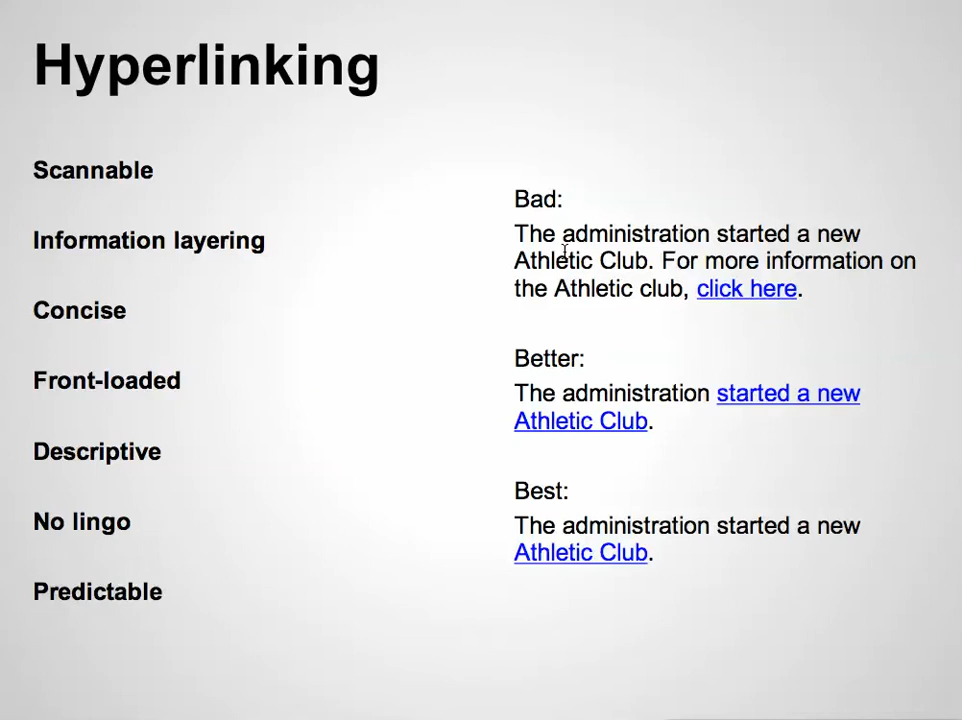 Hyperlinking
Scannable
Information layering
Concise
Front-loaded
Descriptive
No lingo
Predictable
Bad:
The administration started a new
Athletic Club. For more information on
the Athletic club, click here.
Better:
The administration started a new
Athletic Club.
Best:
The administration started a new
Athletic Club.